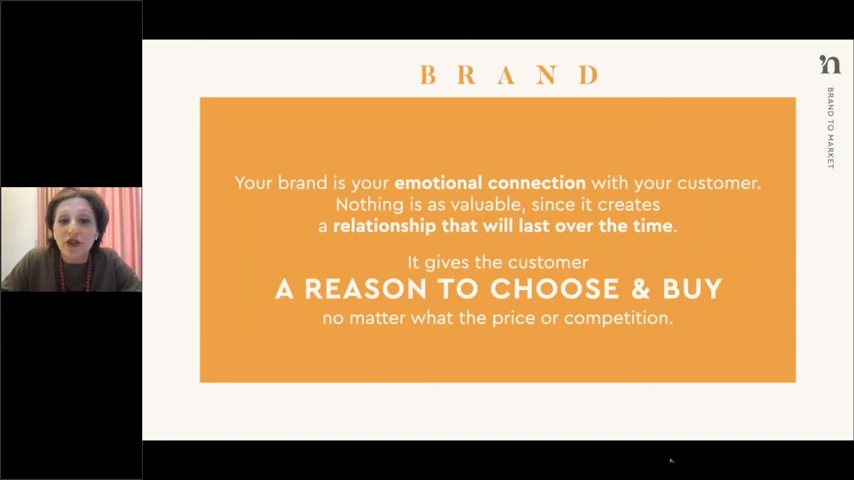 BRAND
'n
BRAND TO MARKET
Your brand is your emotional connection with your customer.
Nothing is as valuable, since it creates
a relationship that will last over the time.
It gives the customer
A REASON TO CHOOSE & BUY
no matter what the price or competition.